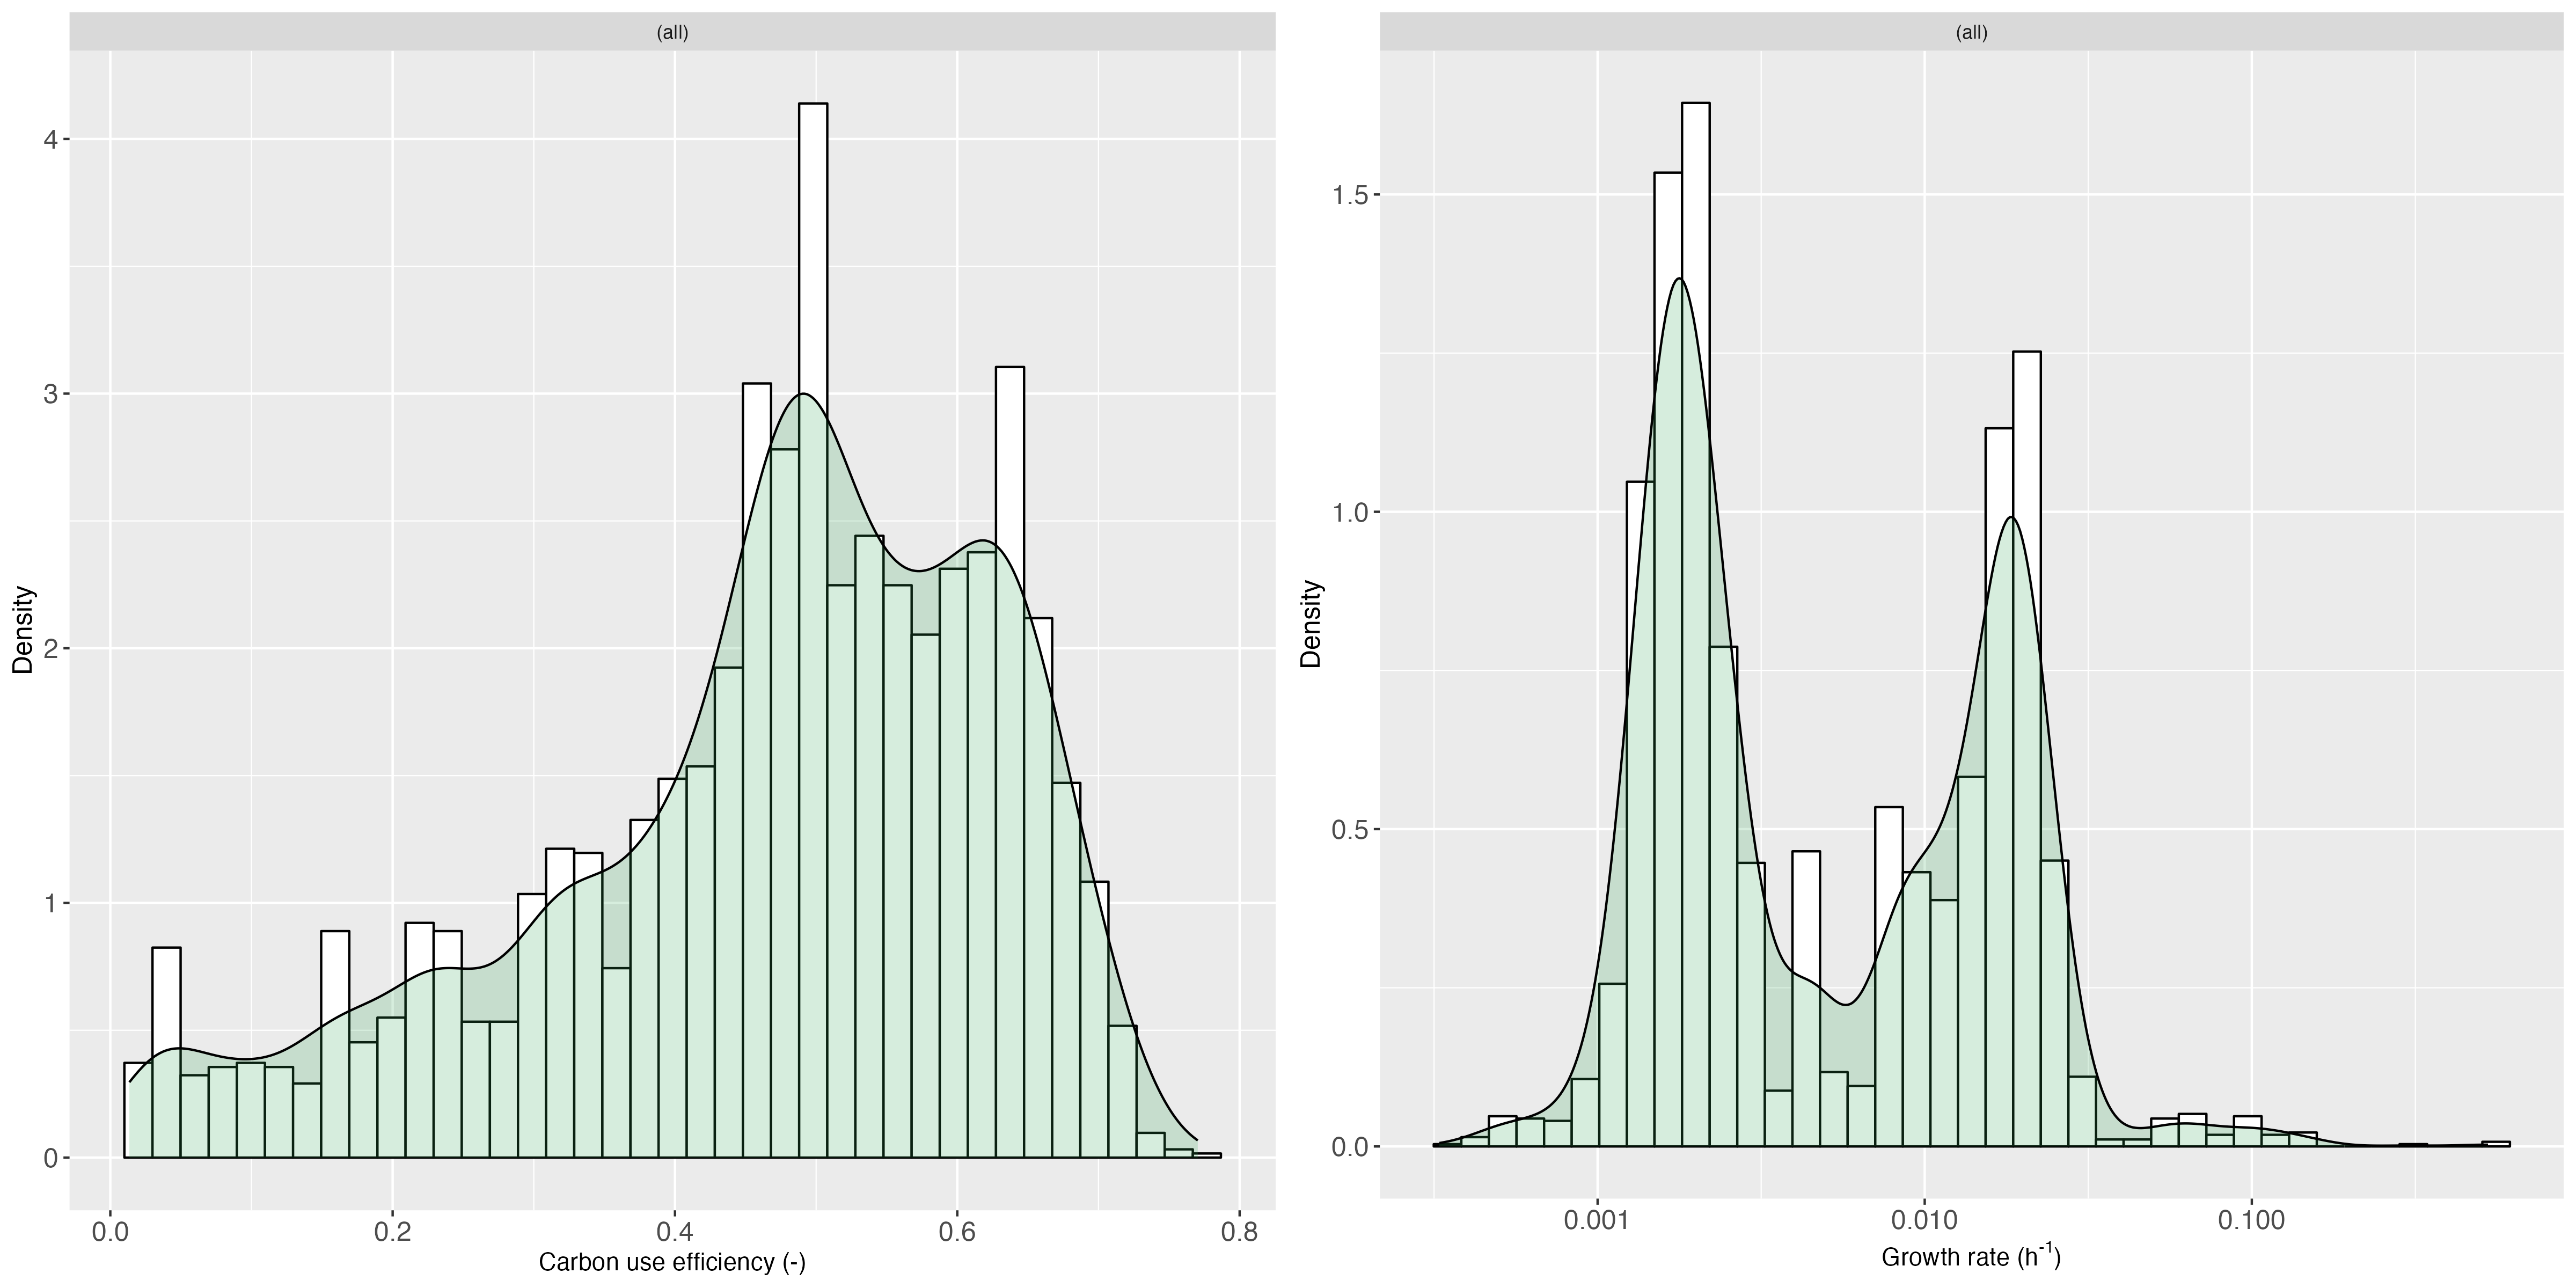 (all)
4
3
2
1
0
Density
0.0 0.2 0.4 0.6 0.8
Carbon use efficiency (-)
(all)
1.5
1.0
0.5
0.0
Density
0.001 0.010 0.100
Growth rate (h⁻¹)